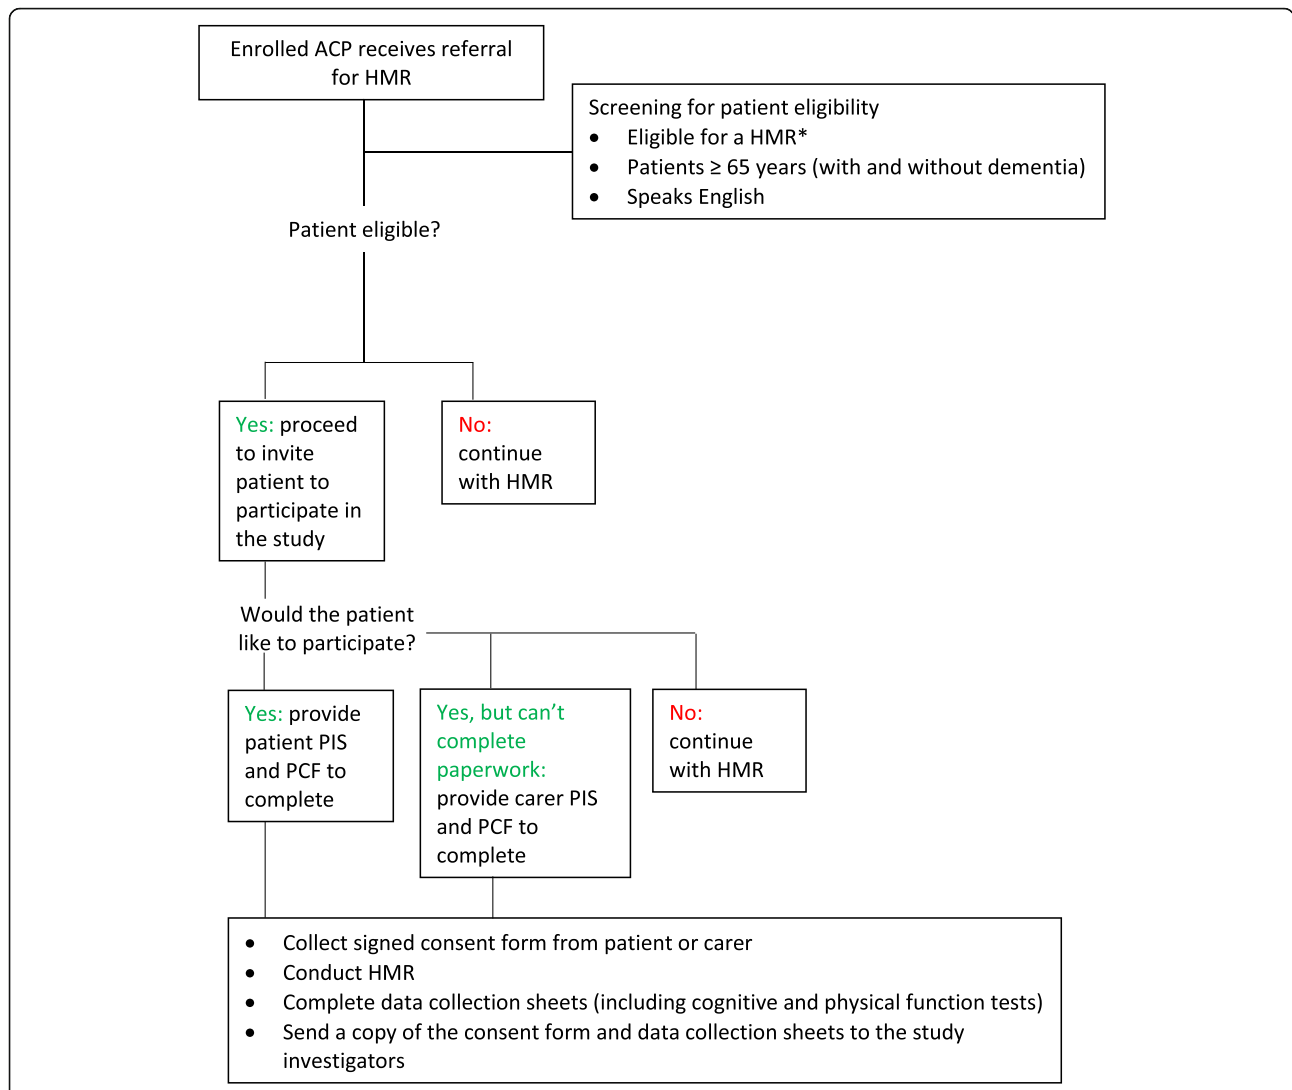 Enrolled ACP receives referral
for HMR
Screening for patient eligibility
• Eligible for a HMR*
• Patients ≥ 65 years (with and without dementia)
• Speaks English
Patient eligible?
Yes: proceed
to invite
patient to
participate in
the study
No:
continue
with HMR
Would the patient
like to participate?
Yes: provide
patient PIS
and PCF to
complete
Yes, but can’t
complete
paperwork:
provide carer PIS
and PCF to
complete
No:
continue
with HMR
• Collect signed consent form from patient or carer
• Conduct HMR
• Complete data collection sheets (including cognitive and physical function tests)
• Send a copy of the consent form and data collection sheets to the study
investigators